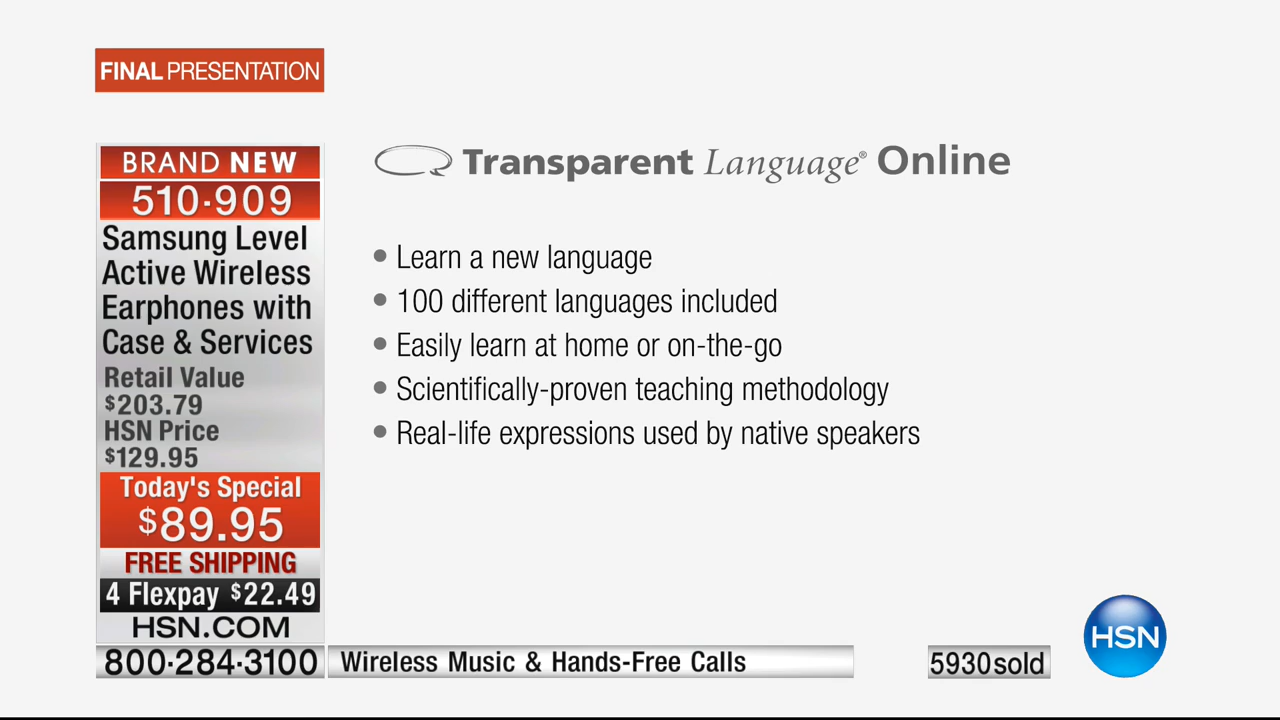 FINAL PRESENTATION
BRAND NEW
510·909
Samsung Level
Active Wireless
Earphones with
Case & Services
Retail Value
$203.79
HSN Price
$129.95
Today's Special
$89.95
FREE SHIPPING
4 Flexpay $22.49
HSN.COM
800·284·3100
Transparent Language® Online
• Learn a new language
• 100 different languages included
• Easily learn at home or on-the-go
• Scientifically-proven teaching methodology
• Real-life expressions used by native speakers
Wireless Music & Hands-Free Calls
5930 sold
HSN